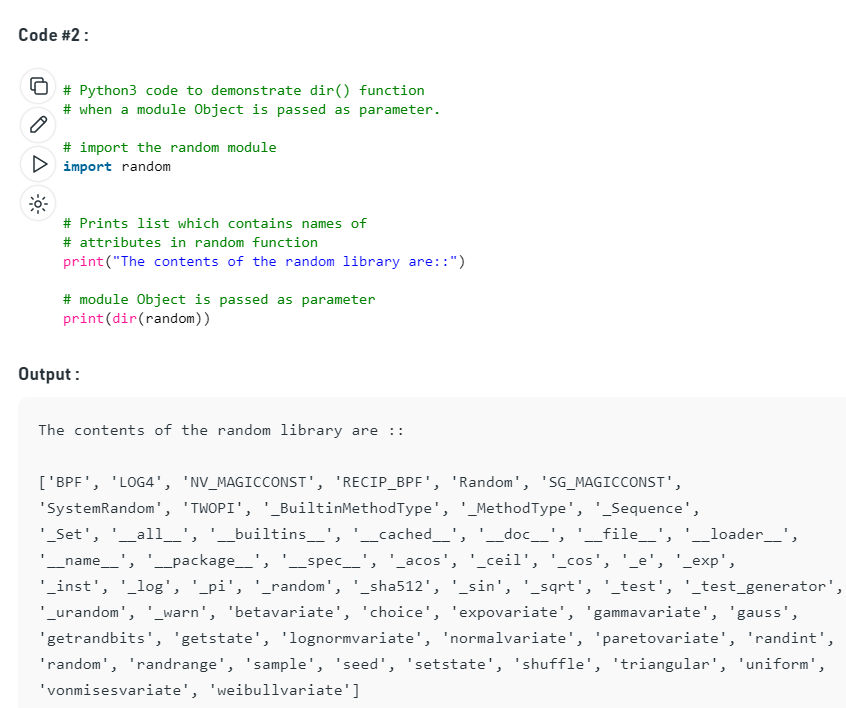 Code #2 :
# Python3 code to demonstrate dir() function
# when a module Object is passed as parameter.
# import the random module
import random
# Prints list which contains names of
# attributes in random function
print("The contents of the random library are::")
# module Object is passed as parameter
print(dir(random))
Output :
The contents of the random library are ::
['BPF', 'LOG4', 'NV_MAGICCONST', 'RECIP_BPF', 'Random', 'SG_MAGICCONST',
'SystemRandom', 'TWOPI', '_BuiltinMethodType', '_MethodType', '_Sequence',
'_Set', '__all__', '__builtins__', '__cached__', '__doc__', '__file__', '__loader__',
'__name__', '__package__', '__spec__', '_acos', '_ceil', '_cos', '_e', '_exp',
'_inst', '_log', '_pi', '_random', '_sha512', '_sin', '_sqrt', '_test', '_test_generator',
'_urandom', '_warn', 'betavariate', 'choice', 'expovariate', 'gammavariate', 'gauss',
'getrandbits', 'getstate', 'lognormvariate', 'normalvariate', 'paretovariate', 'randint',
'random', 'randrange', 'sample', 'seed', 'setstate', 'shuffle', 'triangular', 'uniform',
'vonmisesvariate', 'weibullvariate']